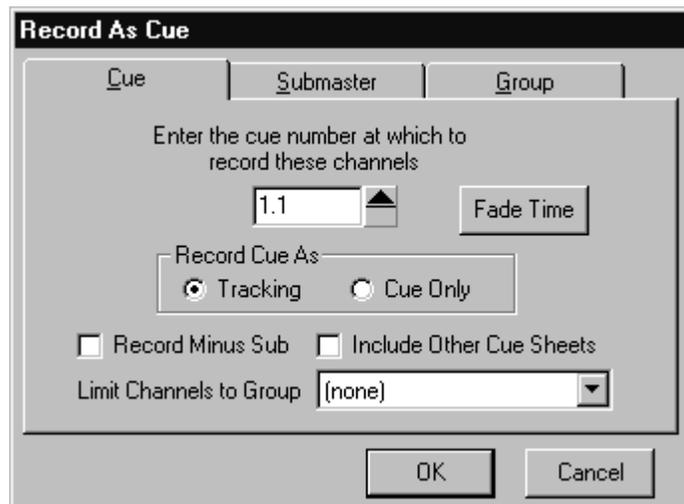 Record As Cue
Cue Submaster Group
Enter the cue number at which to
record these channels
1.1 Fade Time
Record Cue As
Tracking Cue Only
Record Minus Sub Include Other Cue Sheets
Limit Channels to Group (none)
OK Cancel